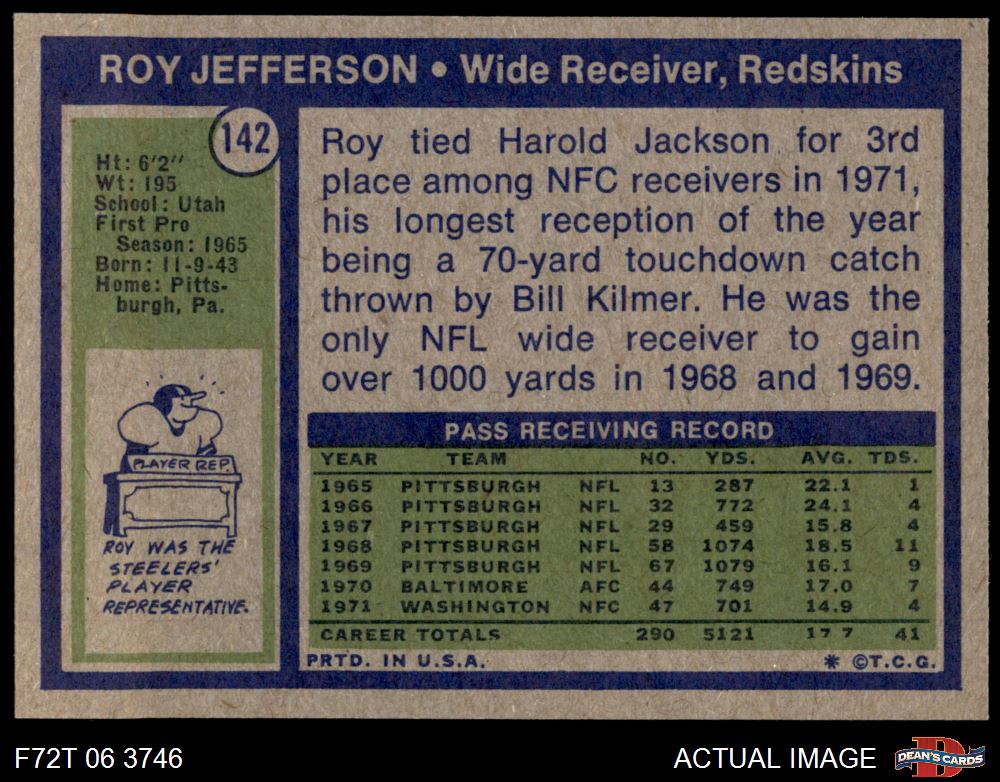 ROY JEFFERSON • Wide Receiver, Redskins
142
Ht: 6'2"
Wt: 195
School: Utah
First Pro
Season: 1965
Born: 11-9-43
Home: Pitts-
burgh, Pa.
PLAYER REP.
ROY WAS THE
STEELERS'
PLAYER
REPRESENTATIVE.
Roy tied Harold Jackson for 3rd
place among NFC receivers in 1971,
his longest reception of the year
being a 70-yard touchdown catch
thrown by Bill Kilmer. He was the
only NFL wide receiver to gain
over 1000 yards in 1968 and 1969.
PASS RECEIVING RECORD
YEAR TEAM NO. YDS. AVG. TDS.
1965 PITTSBURGH NFL 13 287 22.1 1
1966 PITTSBURGH NFL 32 772 24.1 4
1967 PITTSBURGH NFL 29 459 15.8 4
1968 PITTSBURGH NFL 58 1074 18.5 11
1969 PITTSBURGH NFL 67 1079 16.1 9
1970 BALTIMORE AFC 44 749 17.0 7
1971 WASHINGTON NFC 47 701 14.9 4
CAREER TOTALS 290 5121 17 7 41
PRTD. IN U.S.A. * ©T.C.G.
F72T 06 3746 ACTUAL IMAGE D DEAN'S CARDS